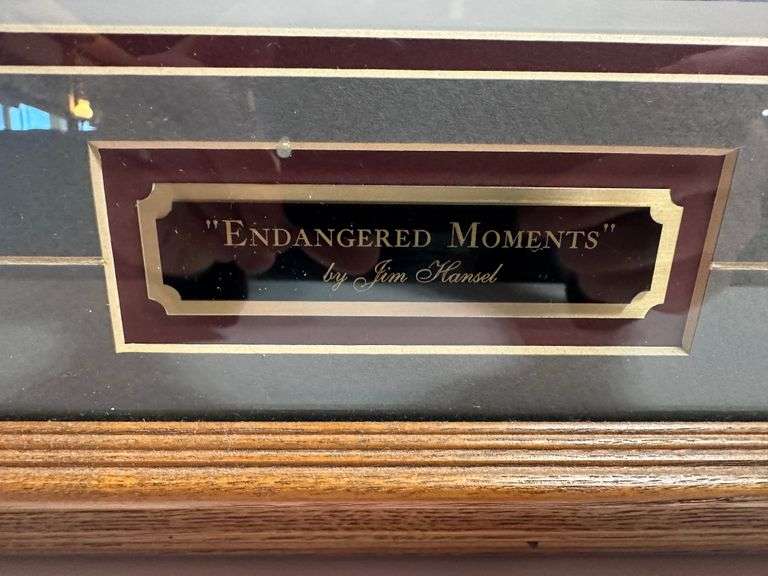 "Endangered Moments"
by Jim Hansel